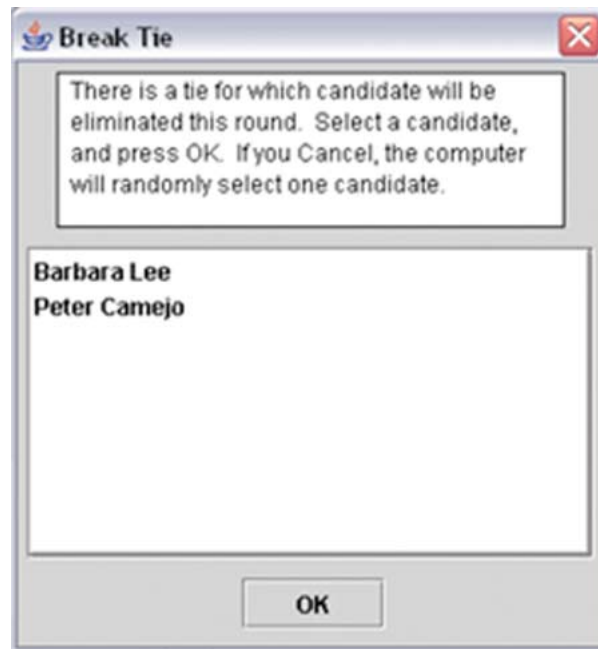 Break Tie
There is a tie for which candidate will be
eliminated this round. Select a candidate,
and press OK. If you Cancel, the computer
will randomly select one candidate.
Barbara Lee
Peter Camejo
OK